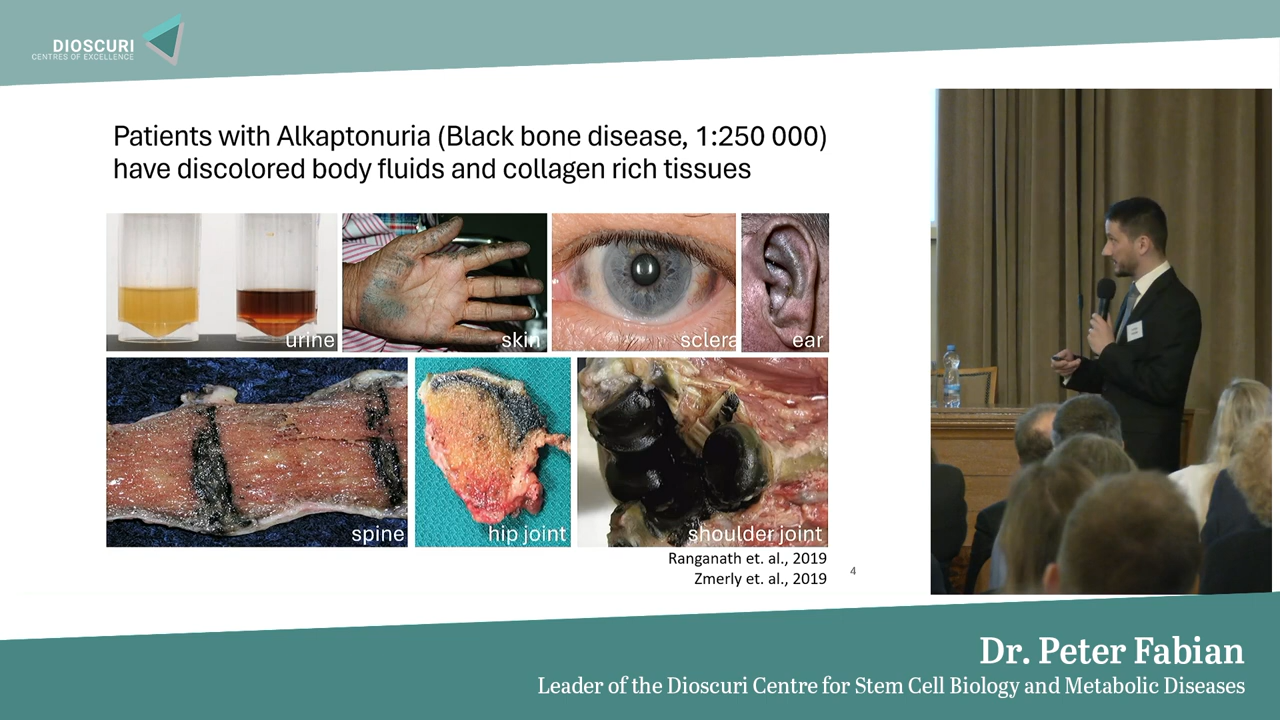 DIOSCURI
CENTRES OF EXCELLENCE
Patients with Alkaptonuria (Black bone disease, 1:250 000)
have discolored body fluids and collagen rich tissues
urine
skin
sclera
ear
spine
hip joint
shoulder joint
Ranganath et. al., 2019
Zmerly et. al., 2019
4
Dr. Peter Fabian
Leader of the Dioscuri Centre for Stem Cell Biology and Metabolic Diseases